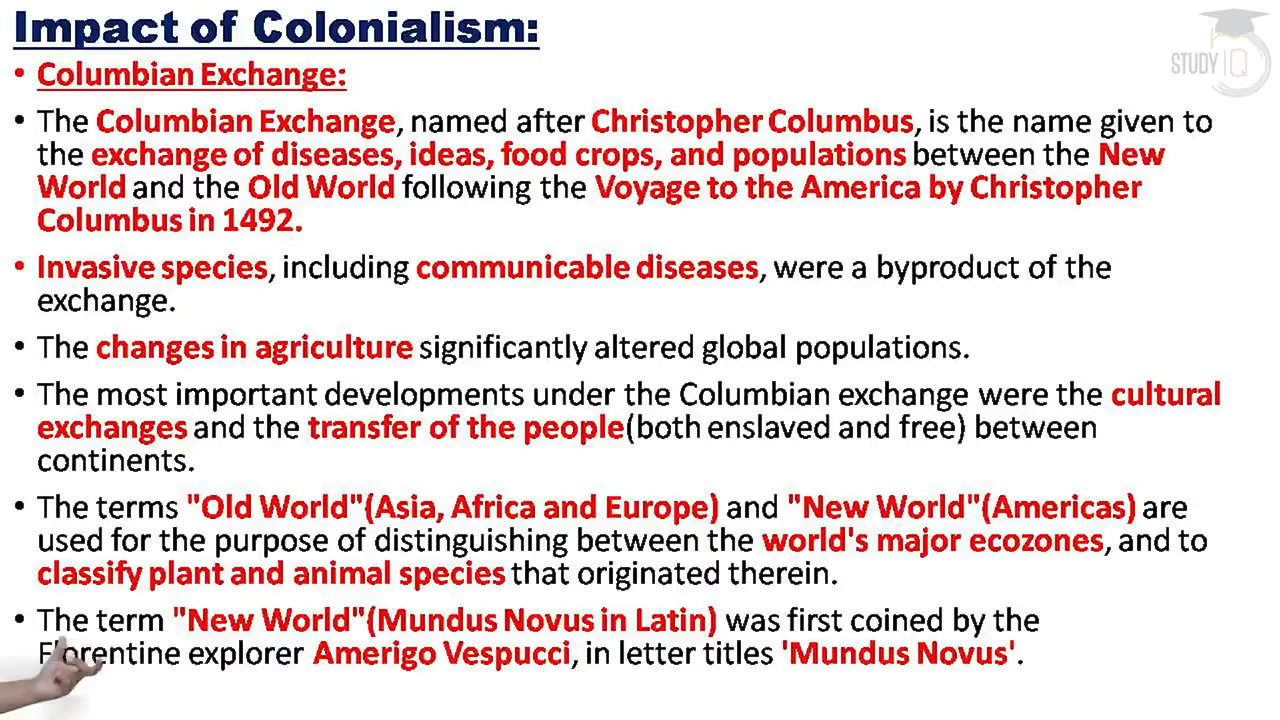 Impact of Colonialism:
STUDY IQ
• Columbian Exchange:
• The Columbian Exchange, named after Christopher Columbus, is the name given to
the exchange of diseases, ideas, food crops, and populations between the New
World and the Old World following the Voyage to the America by Christopher
Columbus in 1492.
• Invasive species, including communicable diseases, were a byproduct of the
exchange.
• The changes in agriculture significantly altered global populations.
• The most important developments under the Columbian exchange were the cultural
exchanges and the transfer of the people(both enslaved and free) between
continents.
• The terms "Old World"(Asia, Africa and Europe) and "New World"(Americas) are
used for the purpose of distinguishing between the world's major ecozones, and to
classify plant and animal species that originated therein.
• The term "New World"(Mundus Novus in Latin) was first coined by the
Florentine explorer Amerigo Vespucci, in letter titles 'Mundus Novus'.